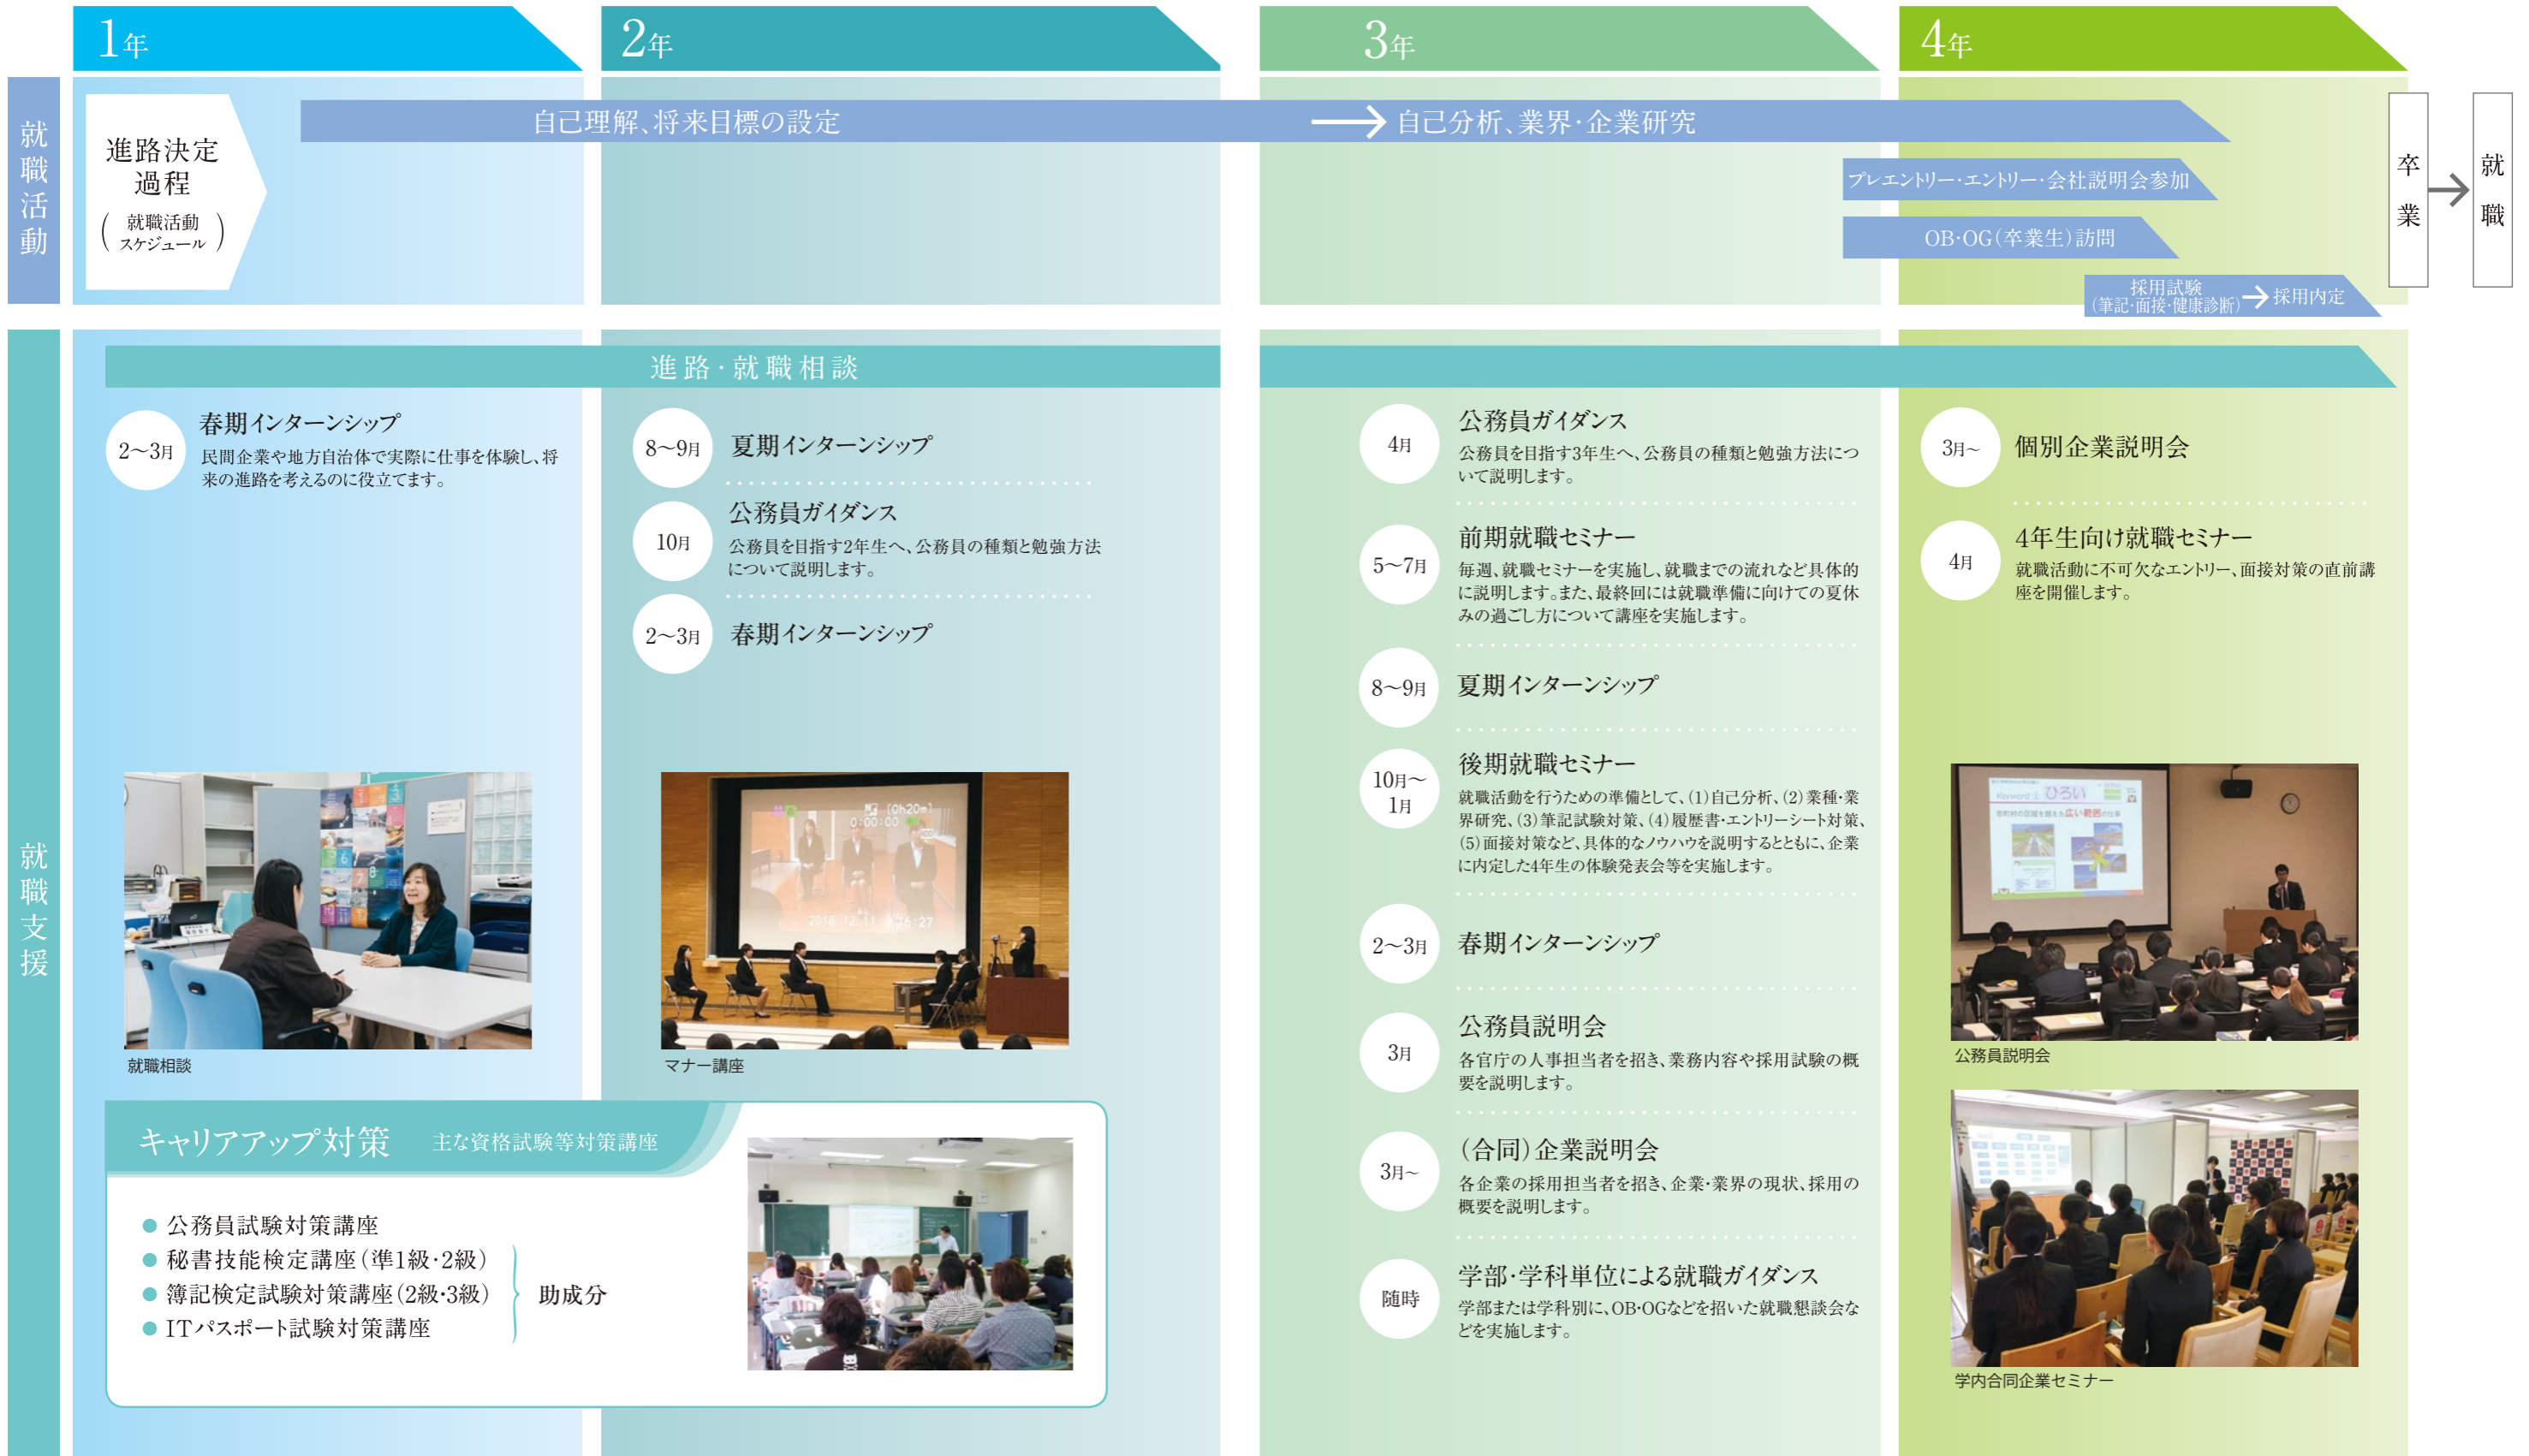 1年
2年
3年
4年
就職活動
進路決定
過程
(就職活動
スケジュール)
自己理解、将来目標の設定
→自己分析、業界・企業研究
プレエントリー・エントリー・会社説明会参加
OB・OG(卒業生)訪問
採用試験
(筆記・面接・健康診断)→採用内定
卒業→就職
就職支援
進路・就職相談
2〜3月
春期インターンシップ
民間企業や地方自治体で実際に仕事を体験し、将
来の進路を考えるのに役立てます。
就職相談
8〜9月
夏期インターンシップ
10月
公務員ガイダンス
公務員を目指す2年生へ、公務員の種類と勉強方法
について説明します。
2〜3月
春期インターンシップ
2018.12.11
マナー講座
キャリアアップ対策 主な資格試験等対策講座
● 公務員試験対策講座
● 秘書技能検定講座(準1級・2級)
● 簿記検定試験対策講座(2級・3級)
● ITパスポート試験対策講座
助成分
4月
公務員ガイダンス
公務員を目指す3年生へ、公務員の種類と勉強方法につ
いて説明します。
5〜7月
前期就職セミナー
毎週、就職セミナーを実施し、就職までの流れなど具体的
に説明します。また、最終回には就職準備に向けての夏休
みの過ごし方について講座を実施します。
8〜9月
夏期インターンシップ
10月〜
1月
後期就職セミナー
就職活動を行うための準備として、(1)自己分析、(2)業種・業
界研究、(3)筆記試験対策、(4)履歴書・エントリーシート対策、
(5)面接対策など、具体的なノウハウを説明するとともに、企業
に内定した4年生の体験発表会等を実施します。
2〜3月
春期インターンシップ
3月
公務員説明会
各官庁の人事担当者を招き、業務内容や採用試験の概
要を説明します。
3月〜
(合同)企業説明会
各企業の採用担当者を招き、企業・業界の現状、採用の
概要を説明します。
随時
学部・学科単位による就職ガイダンス
学部または学科別に、OB・OGなどを招いた就職懇談会な
どを実施します。
3月〜
個別企業説明会
4月
4年生向け就職セミナー
就職活動に不可欠なエントリー、面接対策の直前講
座を開催します。
Keyword
ひろい
市町村の区域を越えた広い範囲の仕事
公務員説明会
学内合同企業セミナー